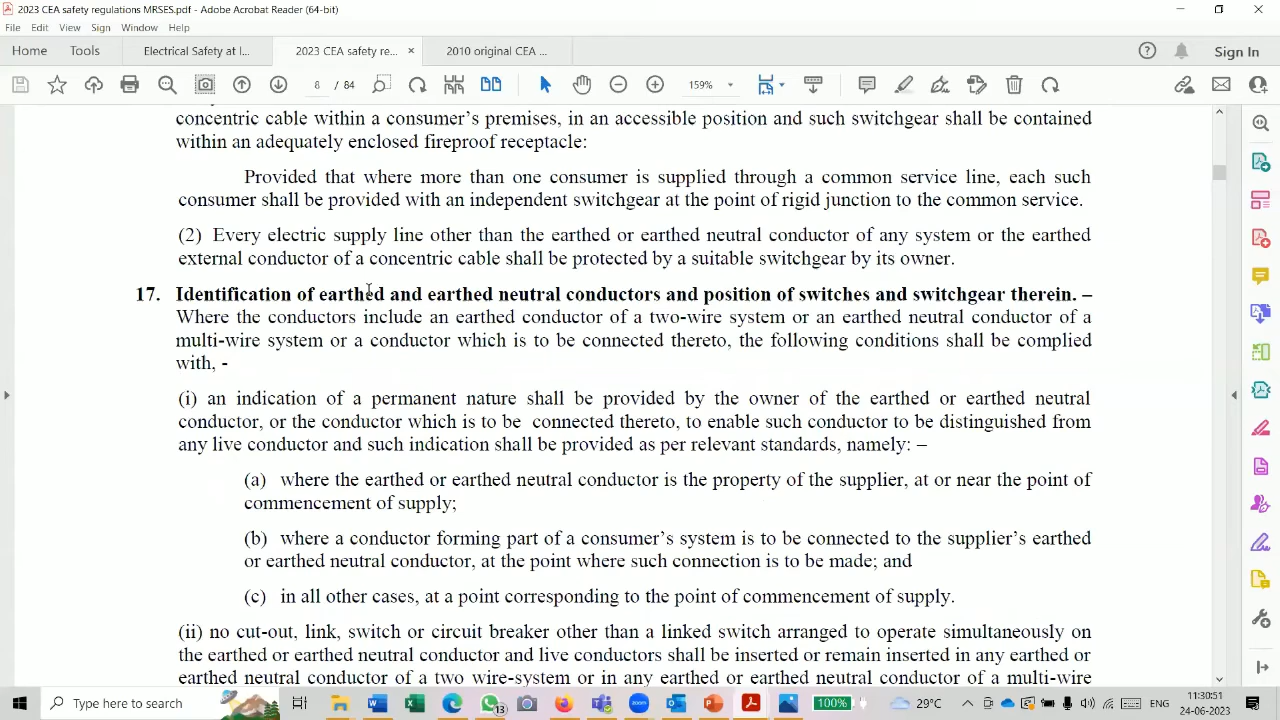 2023 CEA safety regulations MRSES.pdf - Adobe Acrobat Reader (64-bit)
File Edit View Sign Window Help
Home Tools Electrical Safety at I... 2023 CEA safety re... × 2010 original CEA ... Sign In
8 / 84 159%
concentric cable within a consumer's premises, in an accessible position and such switchgear shall be contained
within an adequately enclosed fireproof receptacle:
Provided that where more than one consumer is supplied through a common service line, each such
consumer shall be provided with an independent switchgear at the point of rigid junction to the common service.
(2) Every electric supply line other than the earthed or earthed neutral conductor of any system or the earthed
external conductor of a concentric cable shall be protected by a suitable switchgear by its owner.
17. Identification of earthed and earthed neutral conductors and position of switches and switchgear therein. –
Where the conductors include an earthed conductor of a two-wire system or an earthed neutral conductor of a
multi-wire system or a conductor which is to be connected thereto, the following conditions shall be complied
with, -
(i) an indication of a permanent nature shall be provided by the owner of the earthed or earthed neutral
conductor, or the conductor which is to be connected thereto, to enable such conductor to be distinguished from
any live conductor and such indication shall be provided as per relevant standards, namely: –
(a) where the earthed or earthed neutral conductor is the property of the supplier, at or near the point of
commencement of supply;
(b) where a conductor forming part of a consumer's system is to be connected to the supplier's earthed
or earthed neutral conductor, at the point where such connection is to be made; and
(c) in all other cases, at a point corresponding to the point of commencement of supply.
(ii) no cut-out, link, switch or circuit breaker other than a linked switch arranged to operate simultaneously on
the earthed or earthed neutral conductor and live conductors shall be inserted or remain inserted in any earthed or
earthed neutral conductor of a two wire-system or in any earthed or earthed neutral conductor of a multi-wire
Type here to search 13 100% 29°C ENG 11:30:51
24-06-2023